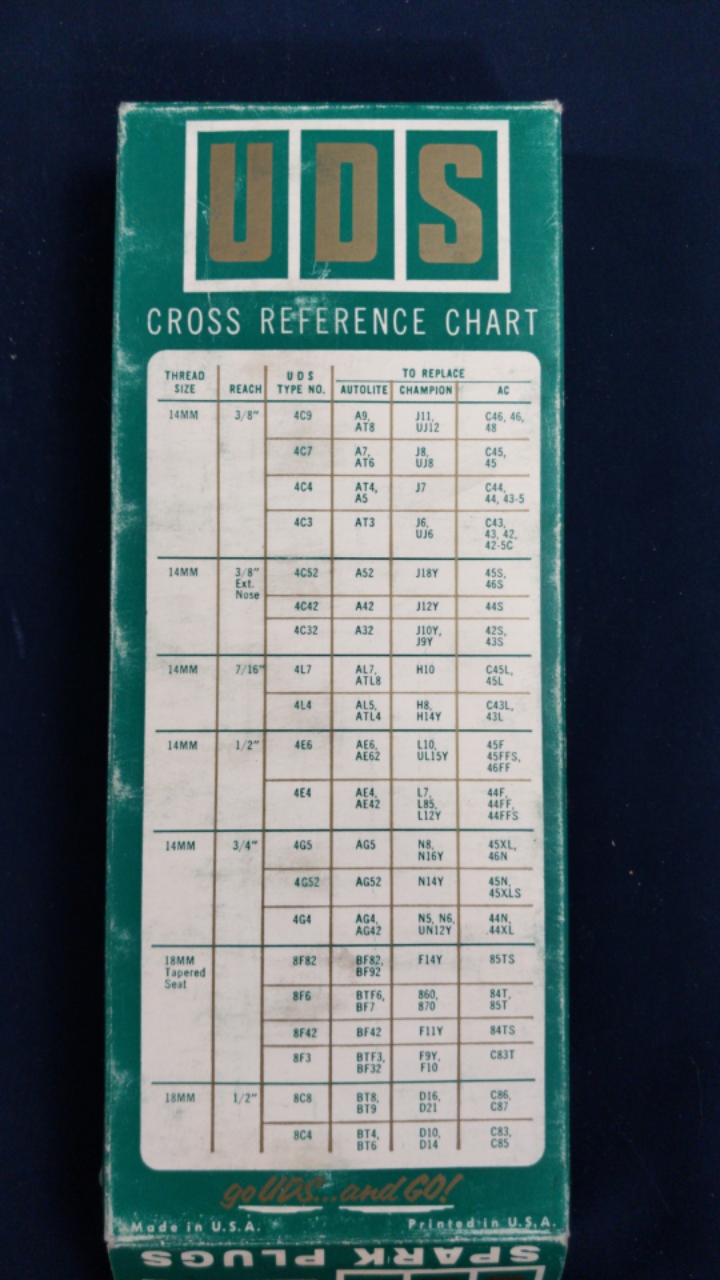 UDS
CROSS REFERENCE CHART
THREAD SIZE REACH UDS TYPE NO. TO REPLACE AUTOLITE CHAMPION AC
14MM 3/8" 4C9 A9, AT8 J11, UJ12 C46, 46, 48
4C7 A7, AT6 J8, UJ8 C45, 45
4C4 AT4, A5 J7 C44, 44, 43-5
4C3 AT3 J6, UJ6 C43, 43, 42, 42-5C
14MM 3/8" Ext. Nose 4C52 A52 J18Y 45S, 46S
4C42 A42 J12Y 44S
4C32 A32 J10Y, J9Y 42S, 43S
14MM 7/16" 4L7 AL7, ATL8 H10 C45L, 45L
4L4 AL5, ATL4 H8, H14Y C43L, 43L
14MM 1/2" 4E6 AE6, AE62 L10, UL15Y 45F 45FFS, 46FF
4E4 AE4, AE42 L7, L85, L12Y 44F, 44FF, 44FFS
14MM 3/4" 4G5 AG5 N8, N16Y 45XL, 46N
4G52 AG52 N14Y 45N, 45XLS
4G4 AG4, AG42 N5, N6, UN12Y 44N, 44XL
18MM Tapered Seat 8F82 BF82, BF92 F14Y 85TS
8F6 BTF6, BF7 860, 870 84T, 85T
8F42 BF42 F11Y 84TS
8F3 BTF3, BF32 F9Y, F10 C83T
18MM 1/2" 8C8 BT8, BT9 D16, D21 C86, C87
8C4 BT4, BT6 D10, D14 C83, C85
go UDS...and GO!
Made in U.S.A. Printed in U.S.A.
SPARK PLUGS